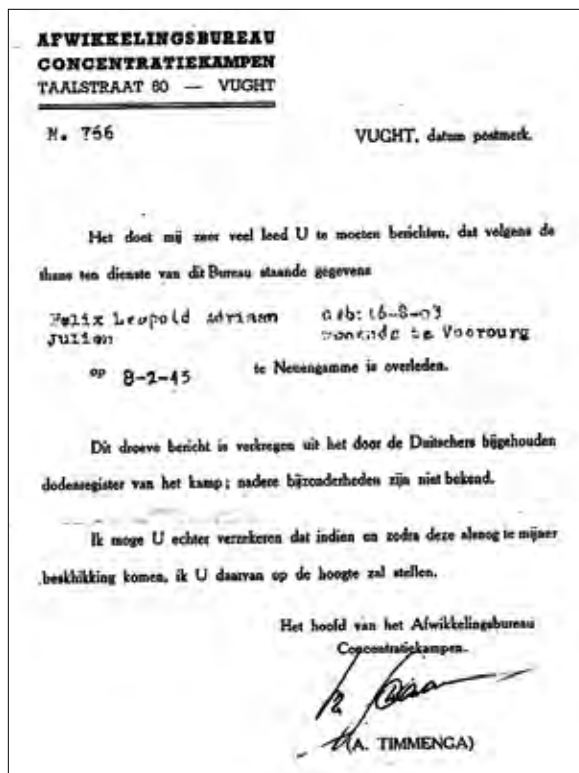 AFWIKKELINGSBUREAU
CONCENTRATIEKAMPEN
TAALSTRAAT 80 — VUGHT
N. 756
VUGHT, datum postmerk.
Het doet mij zeer veel leed U te moeten berichten, dat volgens de
thans ten dienste van dit Bureau staande gegevens
Felix Leopold Adriaan Geb: 16-8-03
Julien wonende te Voorburg
op 8-2-45 te Neuengamme is overleden.
Dit droeve bericht is verkregen uit het door de Duitschers bijgehouden
dodenregister van het kamp; nadere bijzonderheden zijn niet bekend.
Ik moge U echter verzekeren dat indien en zodra deze alsnog te mijner
beskhikking komen, ik U daarvan op de hoogte zal stellen.
Het hoofd van het Afwikkelingsbureau
Concentratiekampen.
(A. TIMMENGA)